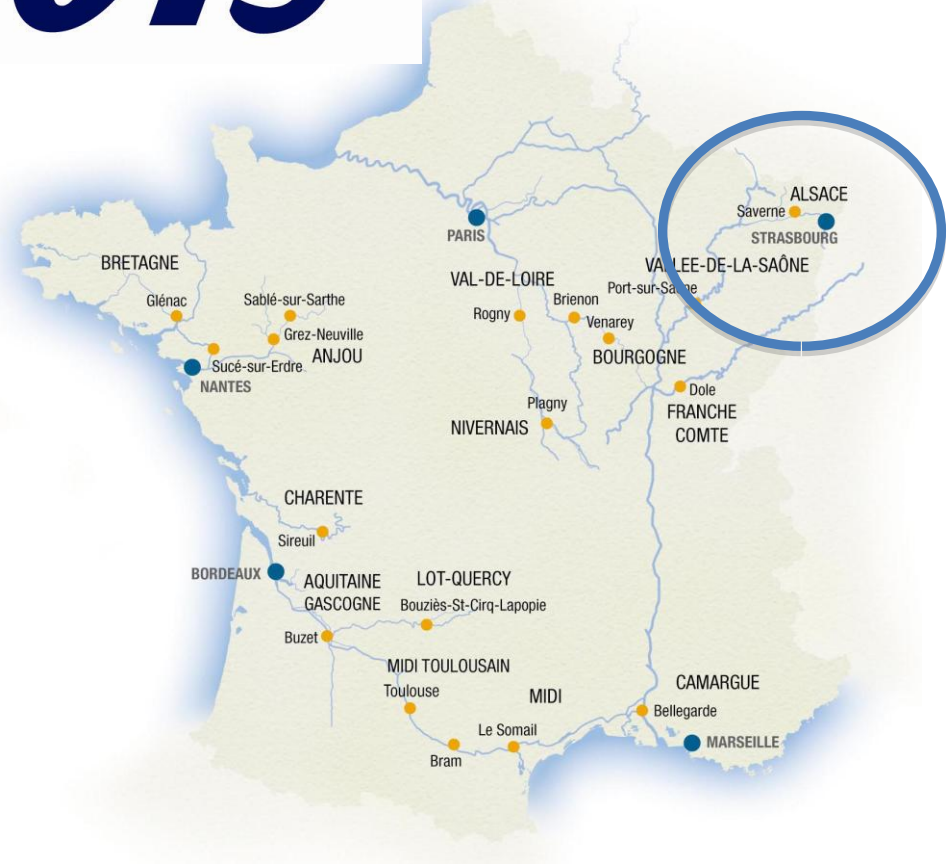 ALSACE
Saverne
STRASBOURG
PARIS
BRETAGNE
VAL-DE-LOIRE
VALLEE-DE-LA-SAÔNE
Port-sur-Saône
Glénac
Sablé-sur-Sarthe
Rogny
Brienon
Venarey
Grez-Neuville
ANJOU
BOURGOGNE
Sucé-sur-Erdre
NANTES
Dole
Plagny
FRANCHE
COMTE
NIVERNAIS
CHARENTE
Sireuil
BORDEAUX
AQUITAINE
GASCOGNE
LOT-QUERCY
Bouziès-St-Cirq-Lapopie
Buzet
MIDI TOULOUSAIN
Toulouse
MIDI
CAMARGUE
Bellegarde
Le Somail
MARSEILLE
Bram